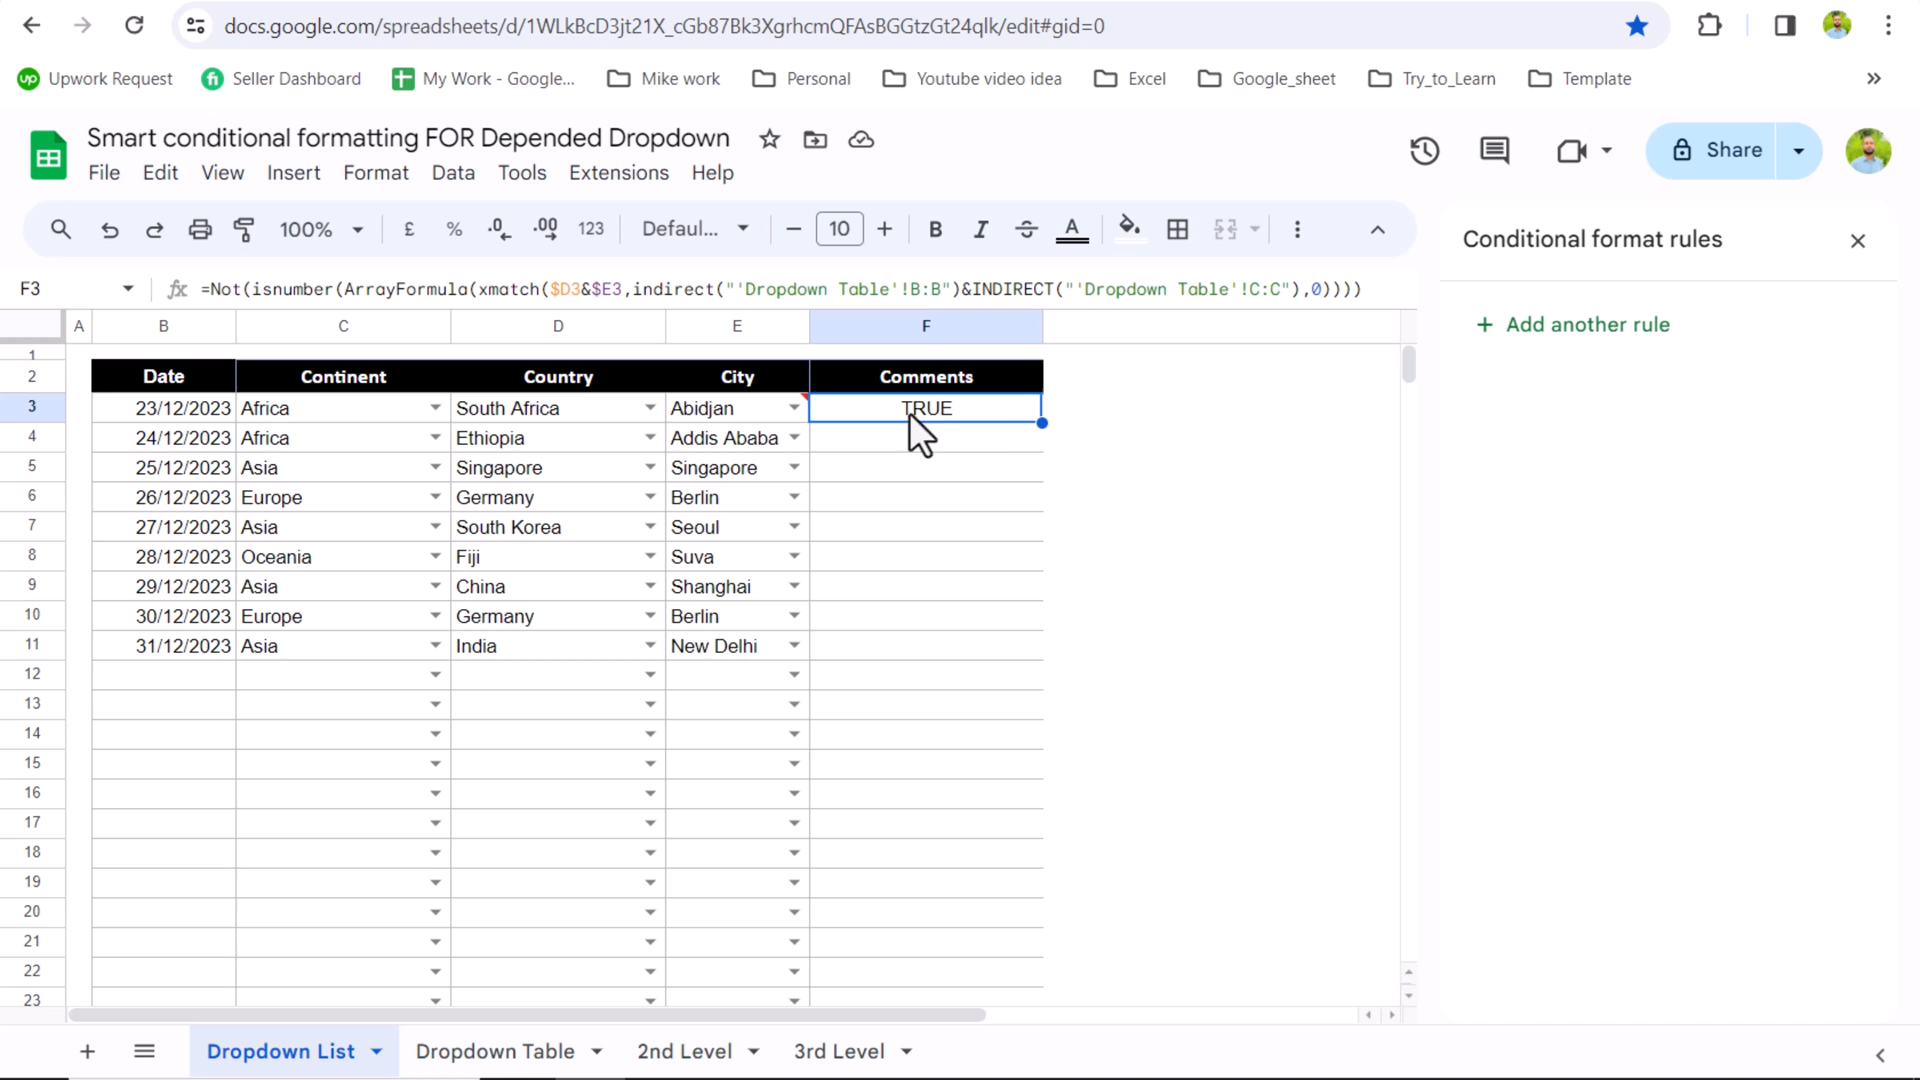 docs.google.com/spreadsheets/d/1WLkBcD3jt21X_cGb87Bk3XgrhcmQFAsBGGtzGt24qlk/edit#gid=0
Upwork Request Seller Dashboard My Work - Google... Mike work Personal Youtube video idea Excel Google_sheet Try_to_Learn Template »
Smart conditional formatting FOR Depended Dropdown
File Edit View Insert Format Data Tools Extensions Help
Share
100% £ % .0 .00 123 Defaul... − 10 + B I S A
Conditional format rules
F3 fx =Not(isnumber(ArrayFormula(xmatch($D3&$E3,indirect("'Dropdown Table'!B:B")&INDIRECT("'Dropdown Table'!C:C"),0))))
+ Add another rule
A B C D E F
1
2 Date Continent Country City Comments
3 23/12/2023 Africa South Africa Abidjan TRUE
4 24/12/2023 Africa Ethiopia Addis Ababa
5 25/12/2023 Asia Singapore Singapore
6 26/12/2023 Europe Germany Berlin
7 27/12/2023 Asia South Korea Seoul
8 28/12/2023 Oceania Fiji Suva
9 29/12/2023 Asia China Shanghai
10 30/12/2023 Europe Germany Berlin
11 31/12/2023 Asia India New Delhi
12
13
14
15
16
17
18
19
20
21
22
23
+ Dropdown List Dropdown Table 2nd Level 3rd Level